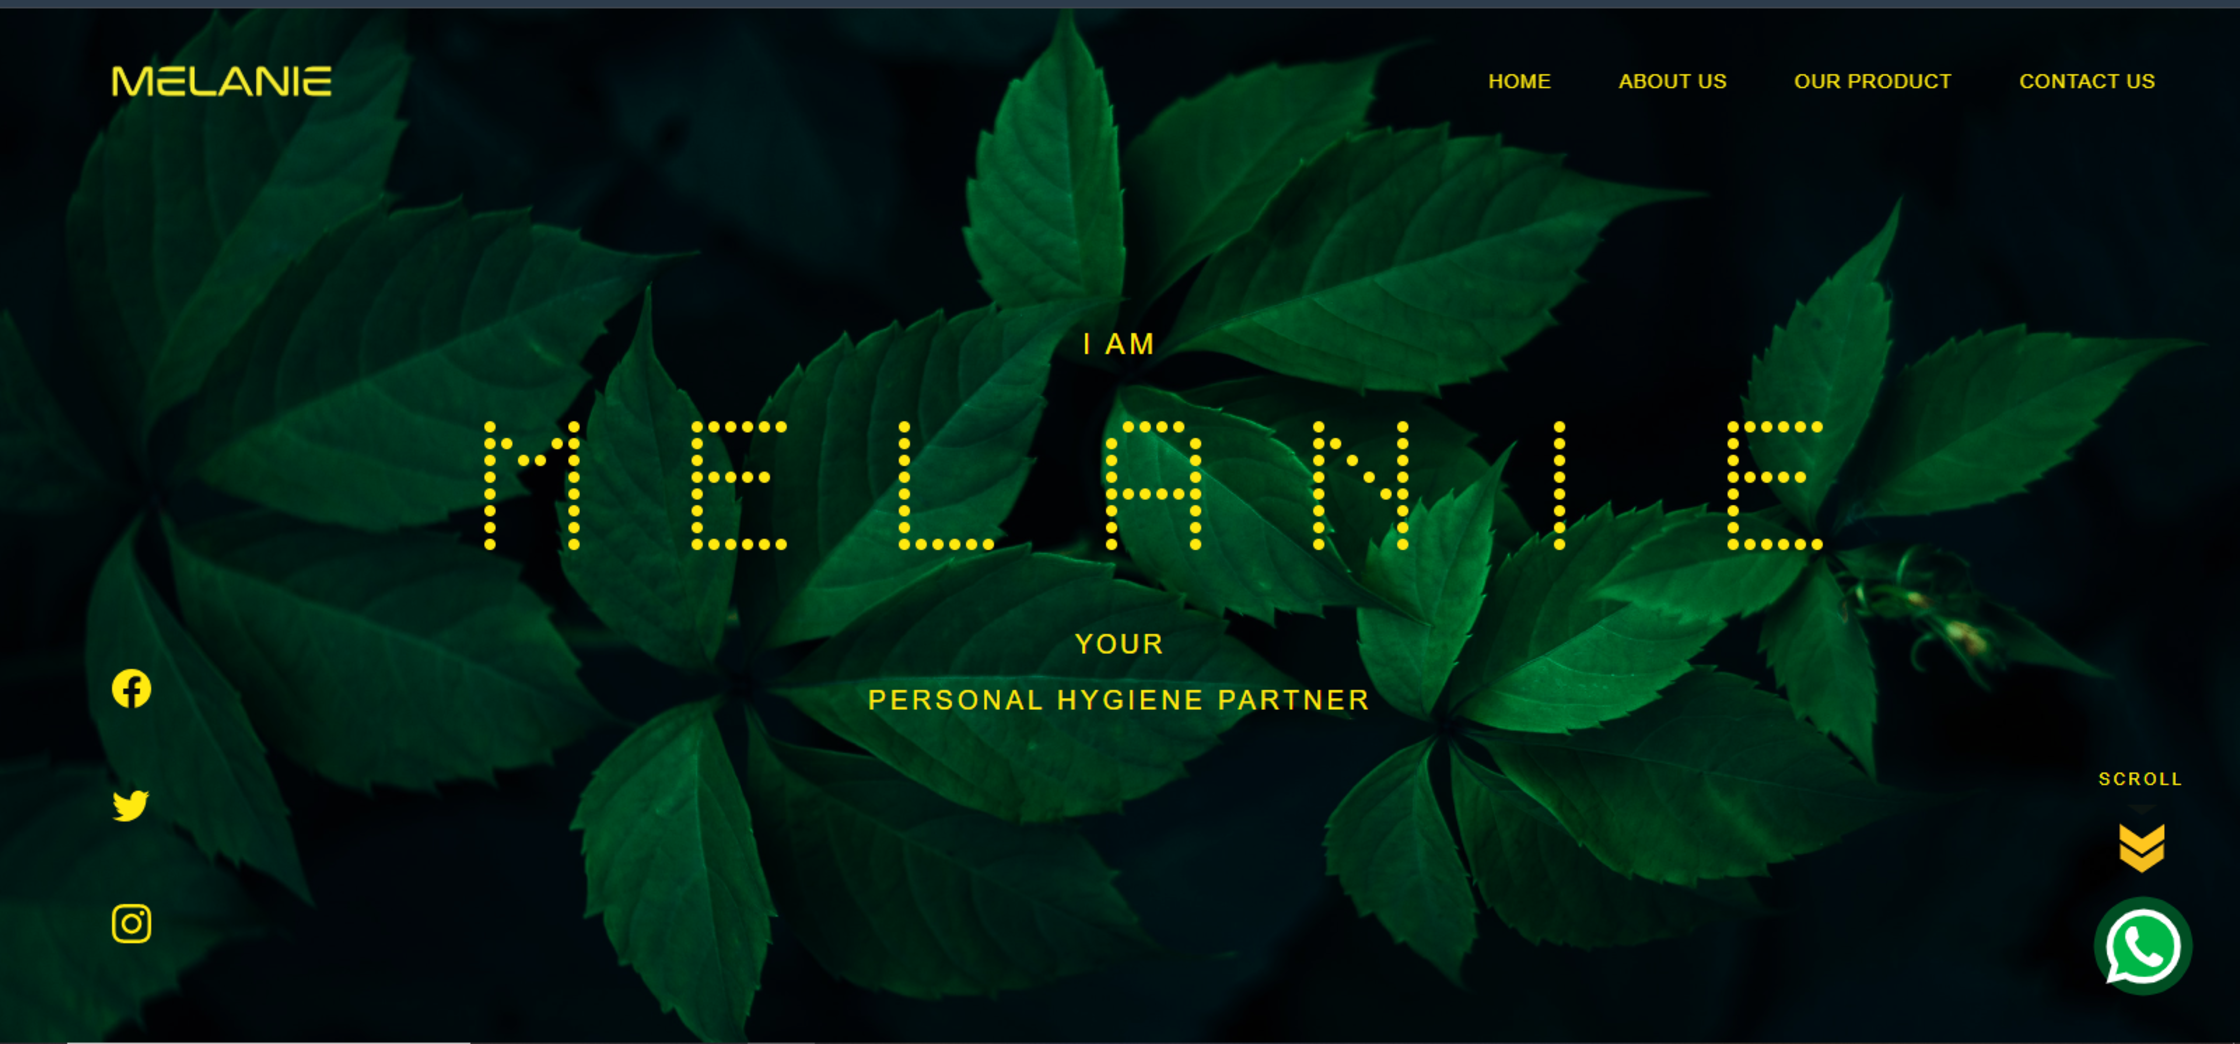 MELANIE
HOME ABOUT US OUR PRODUCT CONTACT US
I AM
MELANIE
YOUR
PERSONAL HYGIENE PARTNER
SCROLL